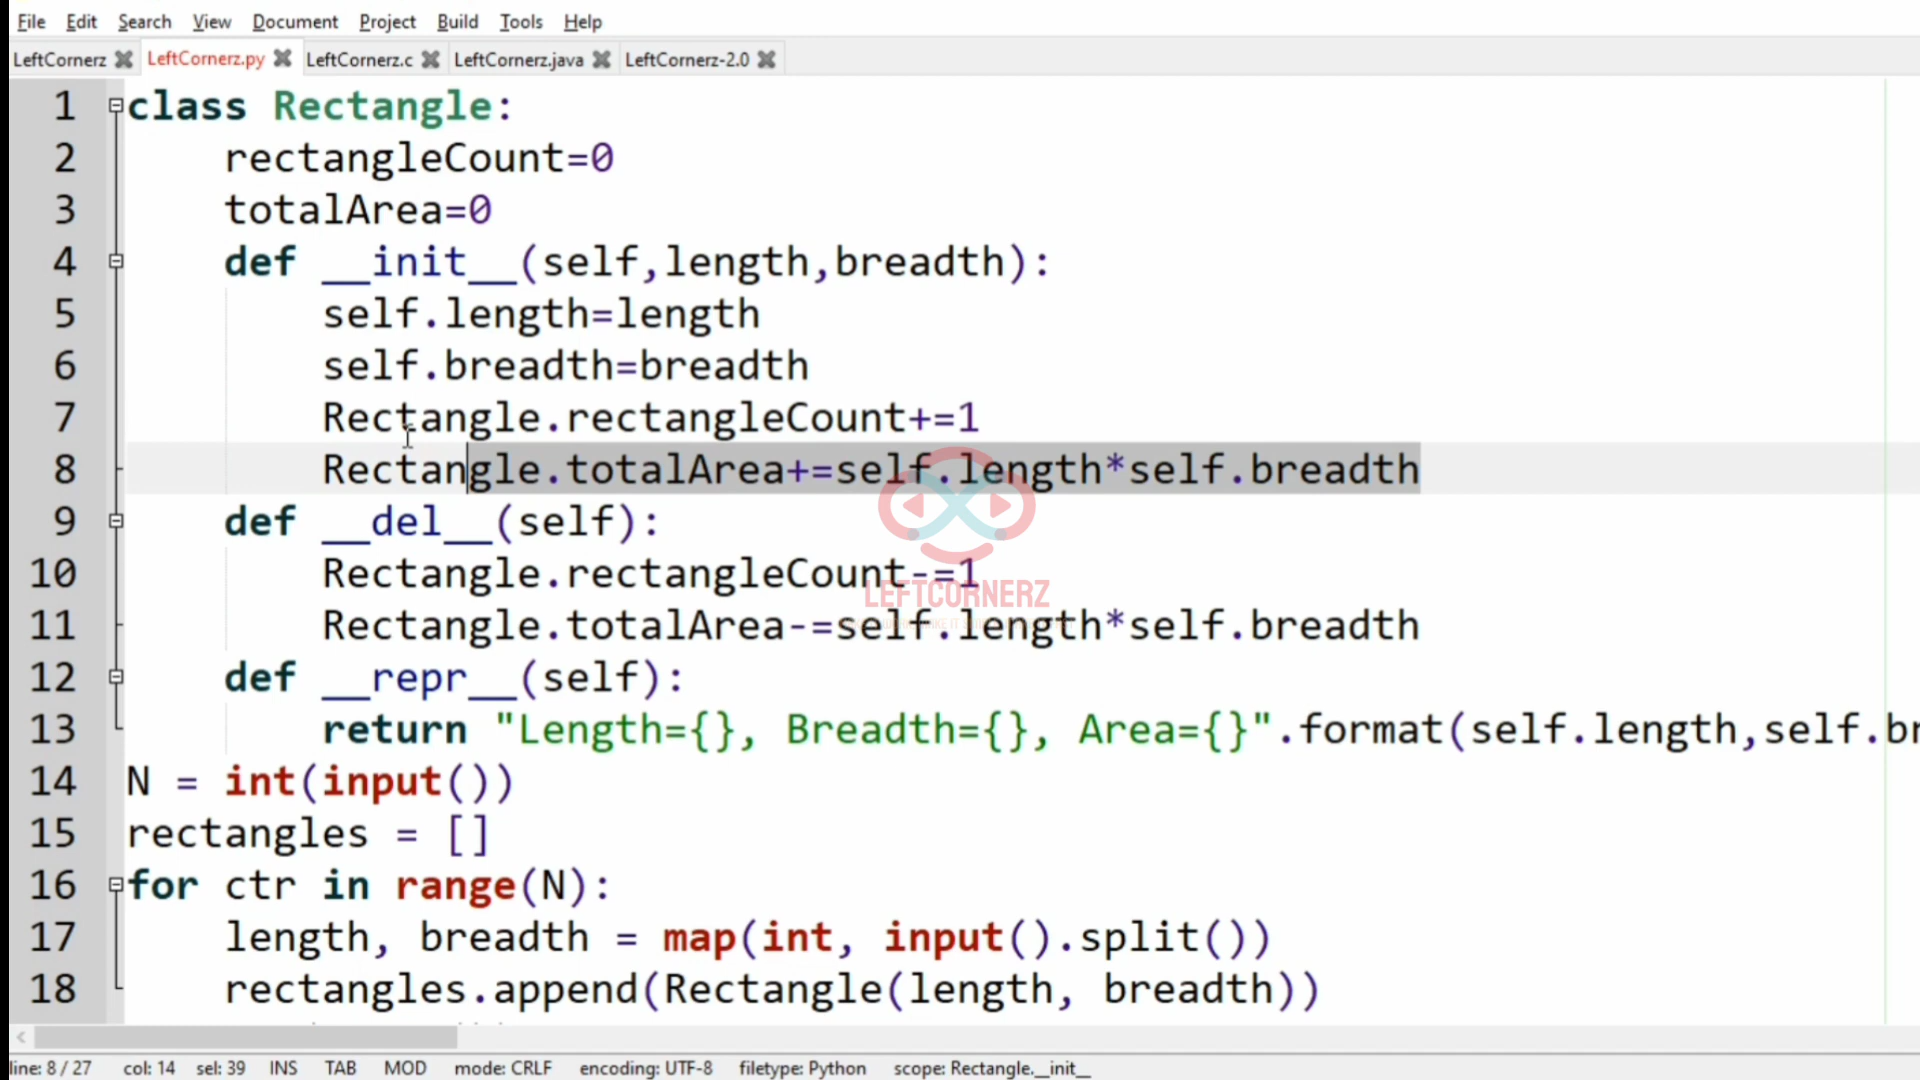 File Edit Search View Document Project Build Tools Help
LeftCornerz LeftCornerz.py LeftCornerz.c LeftCornerz.java LeftCornerz-2.0
1 class Rectangle:
2 rectangleCount=0
3 totalArea=0
4 def __init__(self,length,breadth):
5 self.length=length
6 self.breadth=breadth
7 Rectangle.rectangleCount+=1
8 Rectangle.totalArea+=self.length*self.breadth
9 def __del__(self):
10 Rectangle.rectangleCount-=1
LEFTCORNERZ
11 Rectangle.totalArea-=self.length*self.breadth
12 def __repr__(self):
13 return "Length={}, Breadth={}, Area={}".format(self.length,self.br
14 N = int(input())
15 rectangles = []
16 for ctr in range(N):
17 length, breadth = map(int, input().split())
18 rectangles.append(Rectangle(length, breadth))
line: 8 / 27 col: 14 sel: 39 INS TAB MOD mode: CRLF encoding: UTF-8 filetype: Python scope: Rectangle.__init__